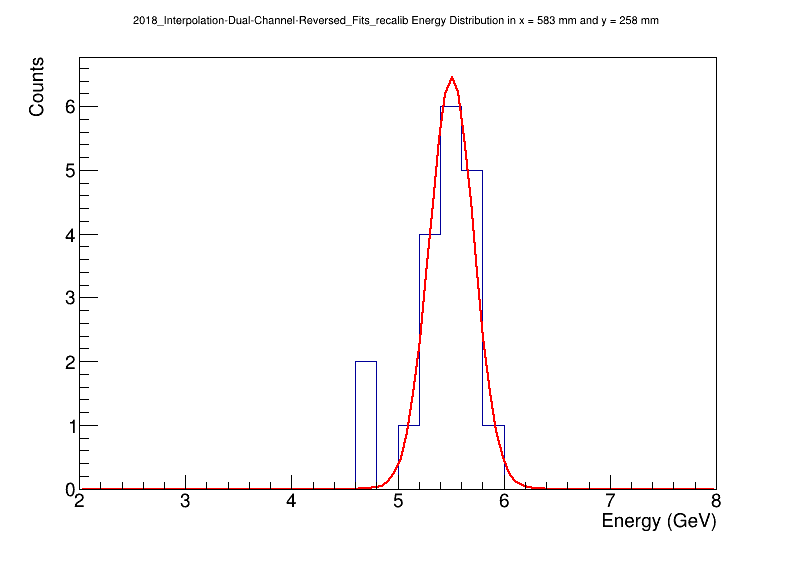 2018_Interpolation-Dual-Channel-Reversed_Fits_recalib Energy Distribution in x = 583 mm and y = 258 mm
Counts
6
5
4
3
2
1
0
2 3 4 5 6 7 8
Energy (GeV)